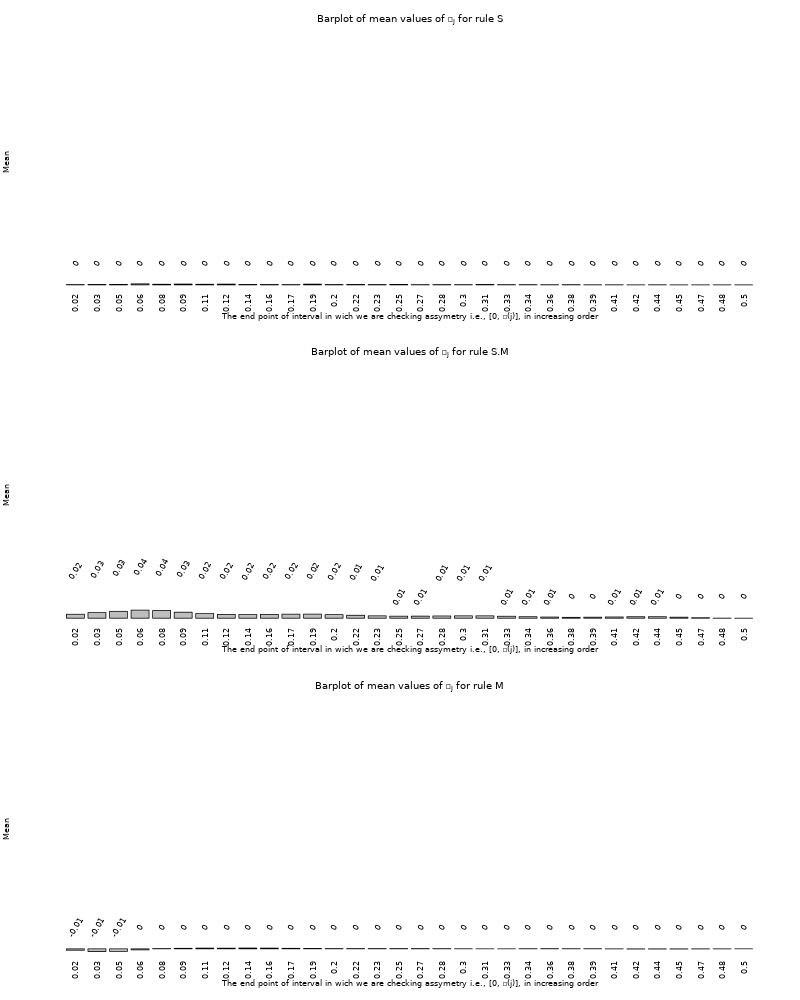 Barplot of mean values of □j for rule S
Mean
0 0 0 0 0 0 0 0 0 0 0 0 0 0 0 0 0 0 0 0 0 0 0 0 0 0 0 0 0 0 0 0
0.02 0.03 0.05 0.06 0.08 0.09 0.11 0.12 0.14 0.16 0.17 0.19 0.2 0.22 0.23 0.25 0.27 0.28 0.3 0.31 0.33 0.34 0.36 0.38 0.39 0.41 0.42 0.44 0.45 0.47 0.48 0.5
The end point of interval in wich we are checking assymetry i.e., [0, □(j)], in increasing order
Barplot of mean values of □j for rule S.M
Mean
0.02 0.03 0.03 0.04 0.04 0.03 0.02 0.02 0.02 0.02 0.02 0.02 0.02 0.01 0.01 0.01 0.01 0.01 0.01 0.01 0.01 0.01 0.01 0 0 0.01 0.01 0.01 0 0 0 0
0.02 0.03 0.05 0.06 0.08 0.09 0.11 0.12 0.14 0.16 0.17 0.19 0.2 0.22 0.23 0.25 0.27 0.28 0.3 0.31 0.33 0.34 0.36 0.38 0.39 0.41 0.42 0.44 0.45 0.47 0.48 0.5
The end point of interval in wich we are checking assymetry i.e., [0, □(j)], in increasing order
Barplot of mean values of □j for rule M
Mean
-0.01 -0.01 -0.01 0 0 0 0 0 0 0 0 0 0 0 0 0 0 0 0 0 0 0 0 0 0 0 0 0 0 0 0 0
0.02 0.03 0.05 0.06 0.08 0.09 0.11 0.12 0.14 0.16 0.17 0.19 0.2 0.22 0.23 0.25 0.27 0.28 0.3 0.31 0.33 0.34 0.36 0.38 0.39 0.41 0.42 0.44 0.45 0.47 0.48 0.5
The end point of interval in wich we are checking assymetry i.e., [0, □(j)], in increasing order